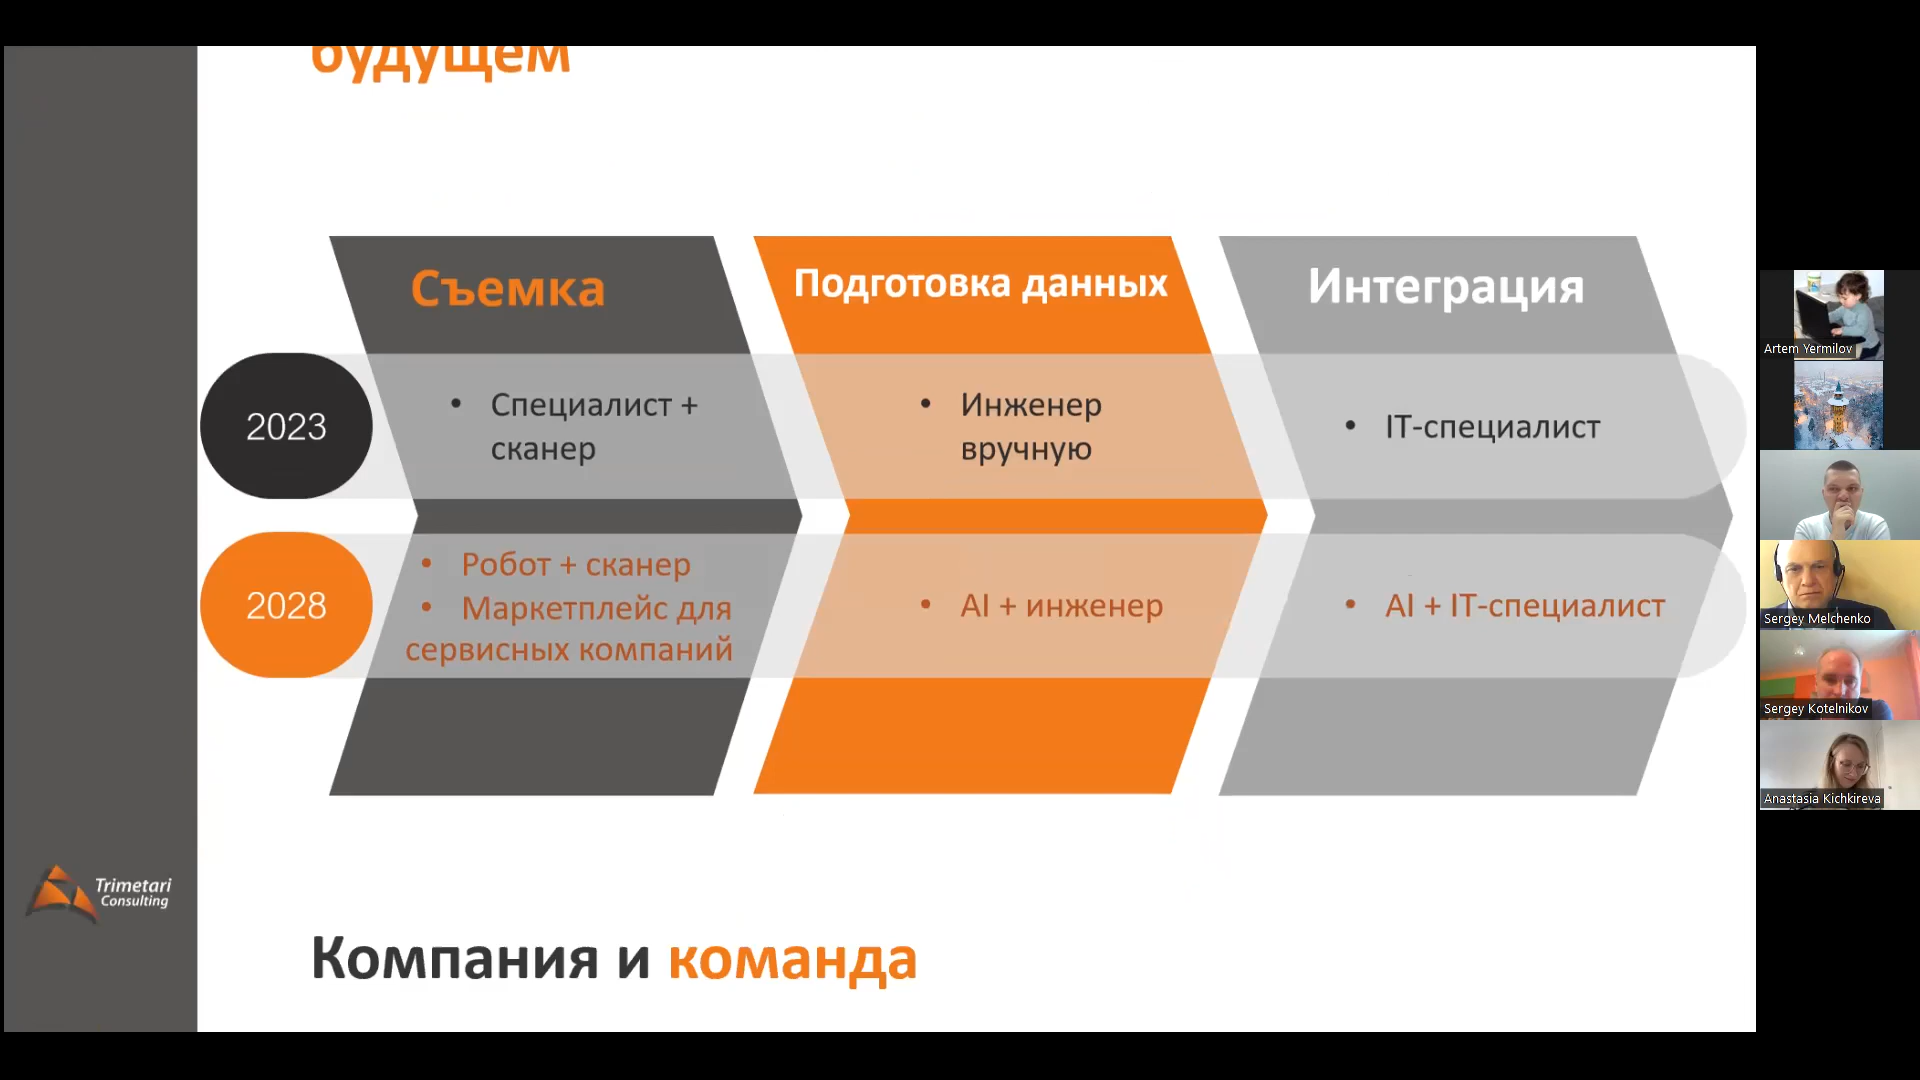 будущем
Съемка
Подготовка данных
Интеграция
2023
• Специалист +
сканер
• Инженер
вручную
• IT-специалист
2028
• Робот + сканер
• Маркетплейс для
сервисных компаний
• AI + инженер
• AI + IT-специалист
Trimetari
Consulting
Компания и команда
Artem Yermilov
Sergey Melchenko
Sergey Kotelnikov
Anastasia Kichkireva